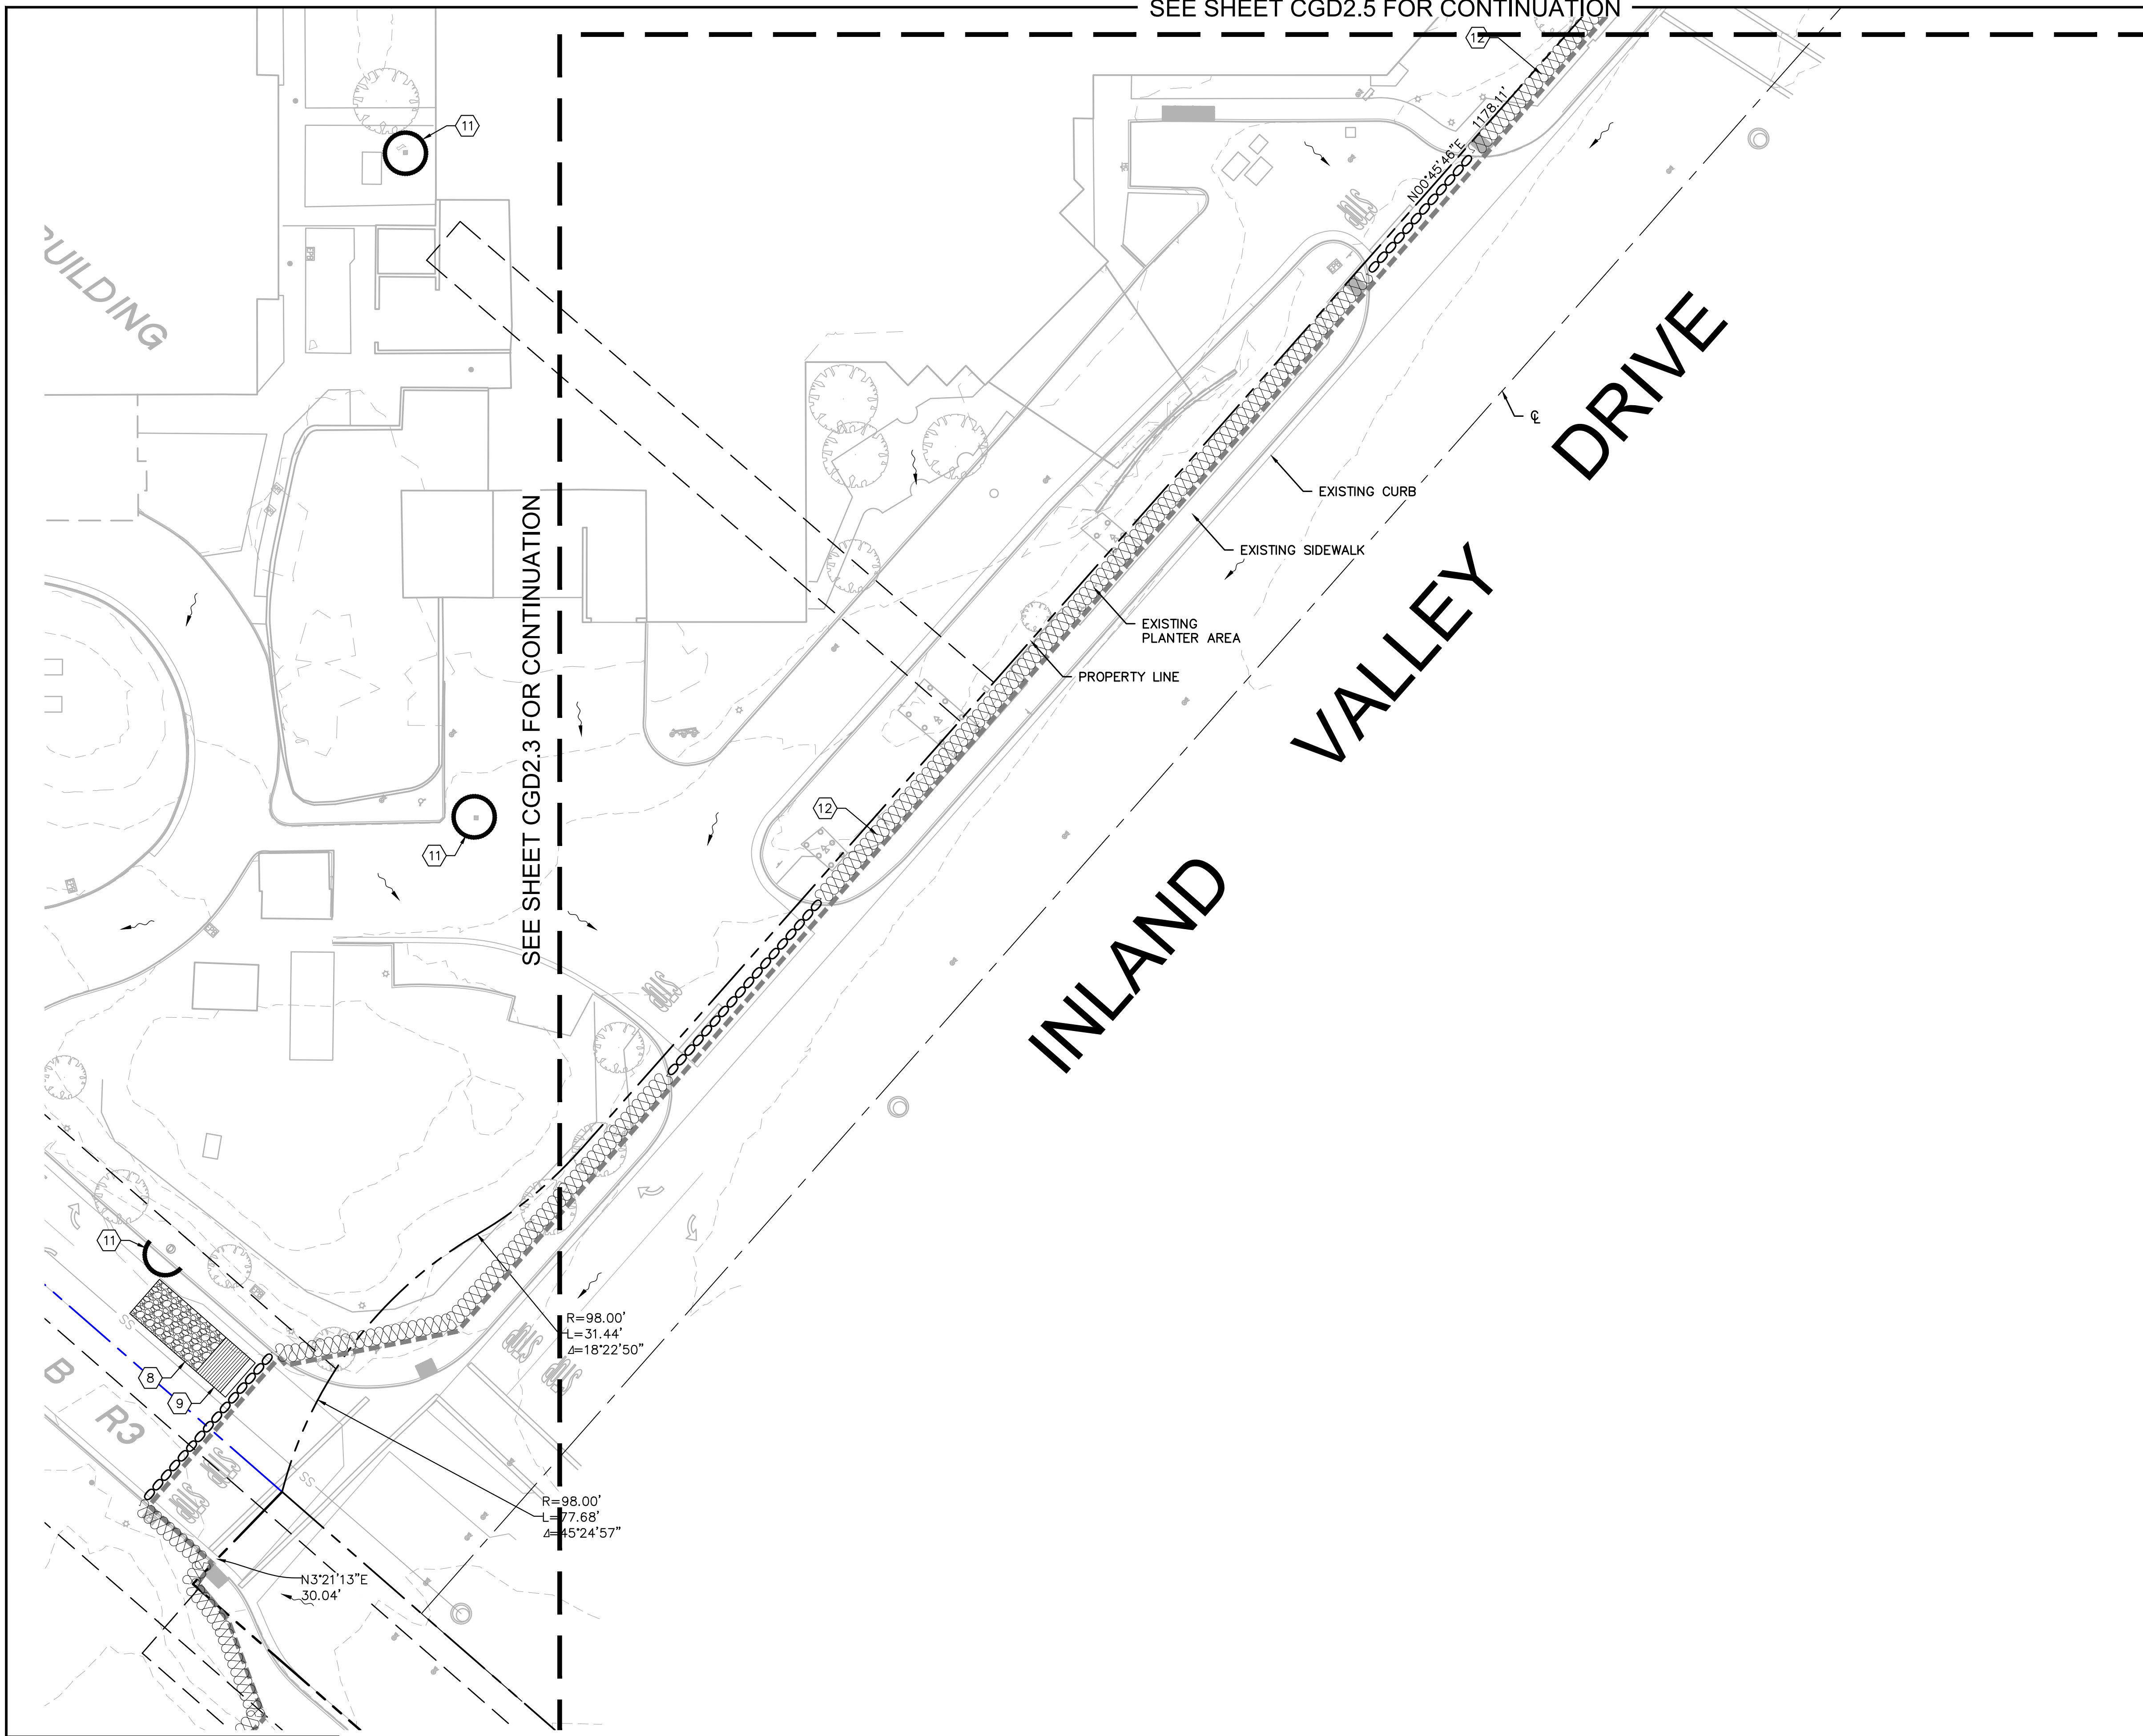 SEE SHEET CGD2.5 FOR CONTINUATION
12
11
1178.11'
N00°45'46"E
BUILDING
DRIVE
℄
EXISTING CURB
SEE SHEET CGD2.3 FOR CONTINUATION
EXISTING SIDEWALK
VALLEY
EXISTING
PLANTER AREA
PROPERTY LINE
12
11
INLAND
11
R=98.00'
L=31.44'
Δ=18°22'50"
SS
8
9
B
R3
SS
R=98.00'
L=77.68'
Δ=45°24'57"
N3°21'13"E
30.04'